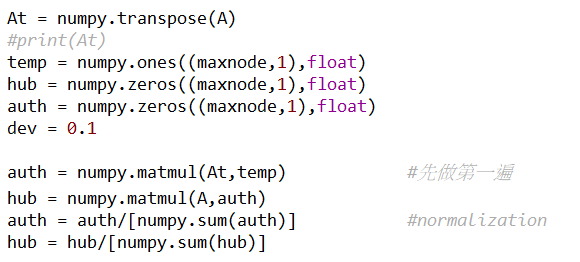 At = numpy.transpose(A)
#print(At)
temp = numpy.ones((maxnode,1),float)
hub = numpy.zeros((maxnode,1),float)
auth = numpy.zeros((maxnode,1),float)
dev = 0.1
auth = numpy.matmul(At,temp) #先做第一遍
hub = numpy.matmul(A,auth)
auth = auth/[numpy.sum(auth)] #normalization
hub = hub/[numpy.sum(hub)]